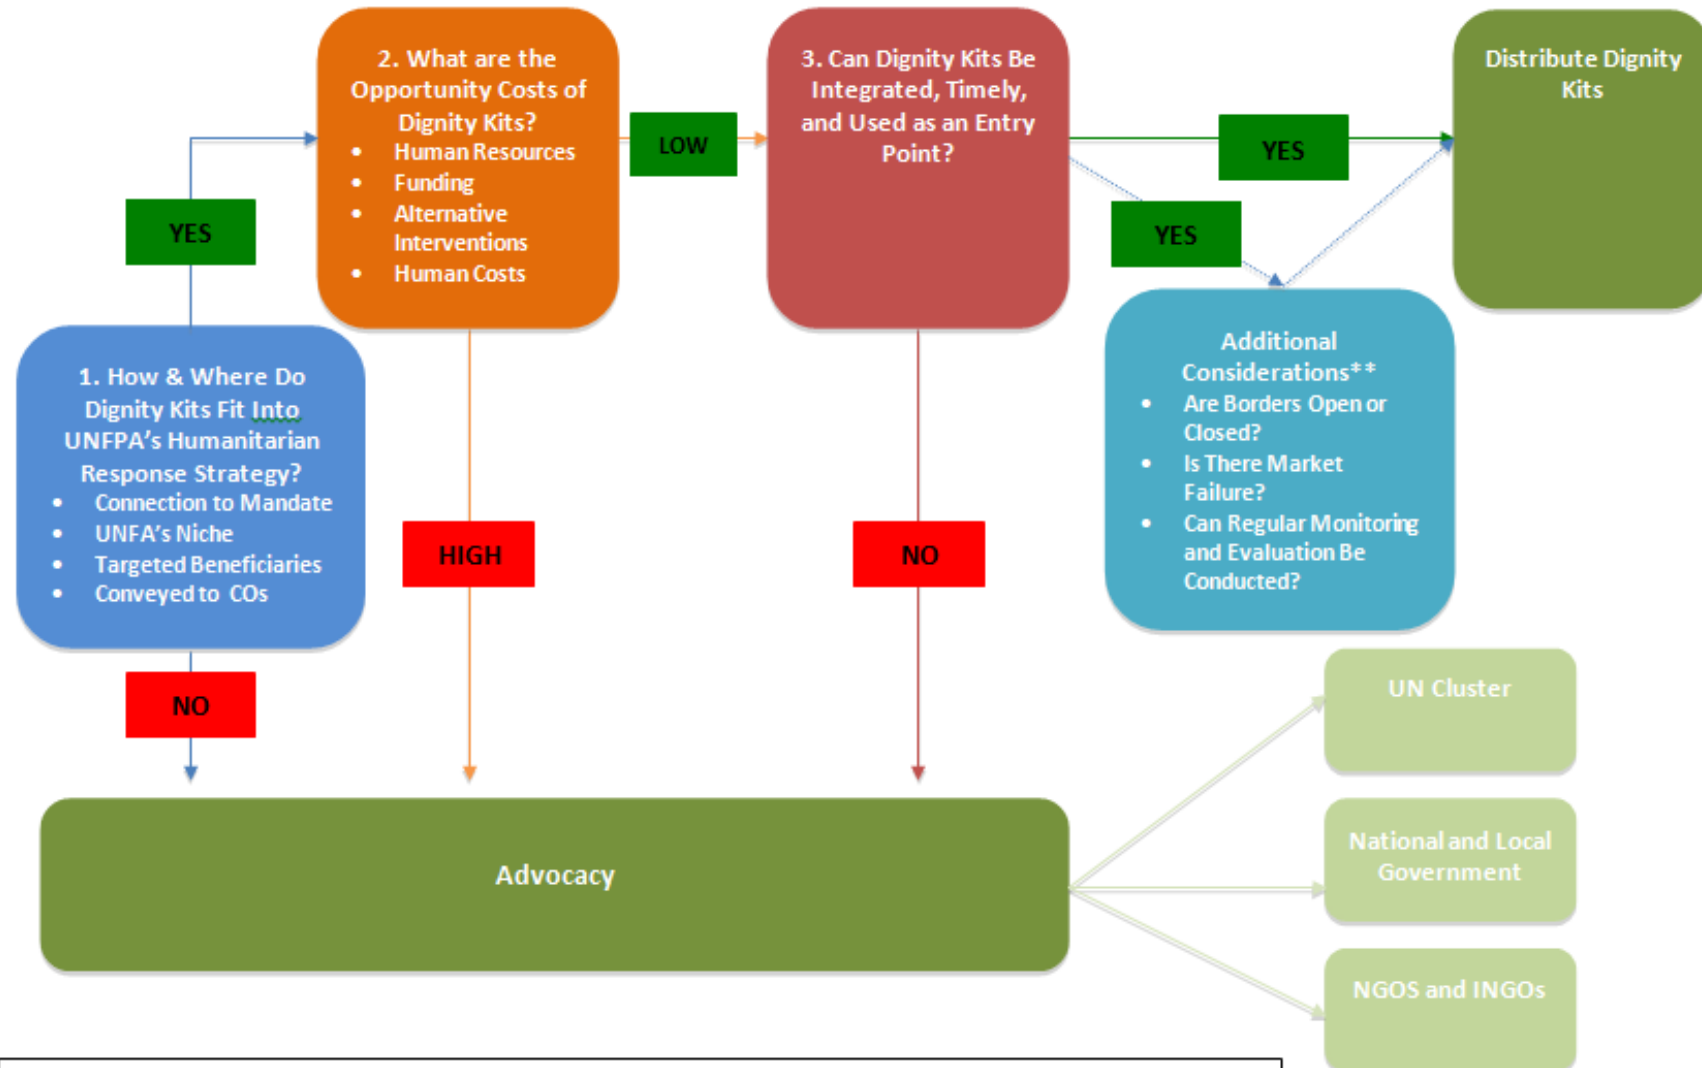 2. What are the
Opportunity Costs of
Dignity Kits?
• Human Resources
• Funding
• Alternative
Interventions
• Human Costs
LOW
3. Can Dignity Kits Be
Integrated, Timely,
and Used as an Entry
Point?
YES
Distribute Dignity
Kits
YES
YES
1. How & Where Do
Dignity Kits Fit Into
UNFPA's Humanitarian
Response Strategy?
• Connection to Mandate
• UNFA's Niche
• Targeted Beneficiaries
• Conveyed to COs
Additional
Considerations**
• Are Borders Open or
Closed?
• Is There Market
Failure?
• Can Regular Monitoring
and Evaluation Be
Conducted?
HIGH
NO
NO
Advocacy
UN Cluster
National and Local
Government
NGOS and INGOs